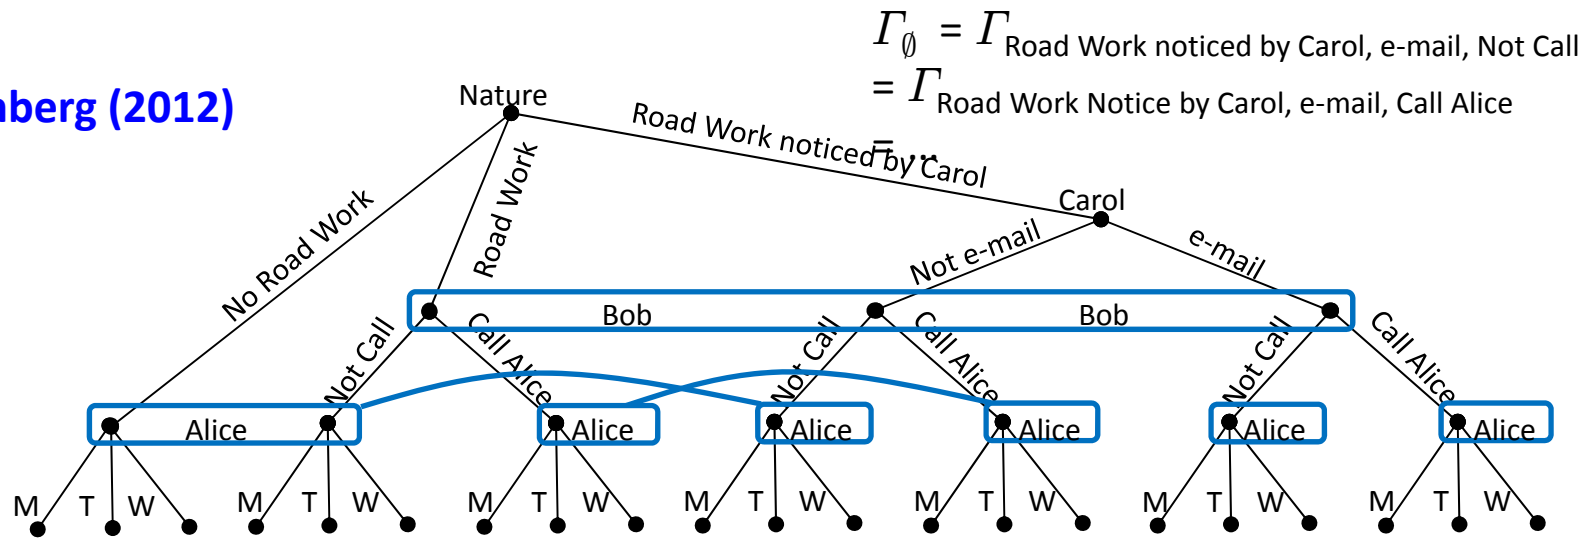 Γ∅ = ΓRoad Work noticed by Carol, e-mail, Not Call
= ΓRoad Work Notice by Carol, e-mail, Call Alice
= ...
nberg (2012)
Nature
No Road Work
Road Work
Road Work noticed by Carol
Carol
Not e-mail
e-mail
Bob
Bob
Not Call
Call Alice
Not Call
Call Alice
Not Call
Call Alice
Alice
Alice
Alice
Alice
Alice
Alice
M T W M T W M T W M T W M T W M T W M T W